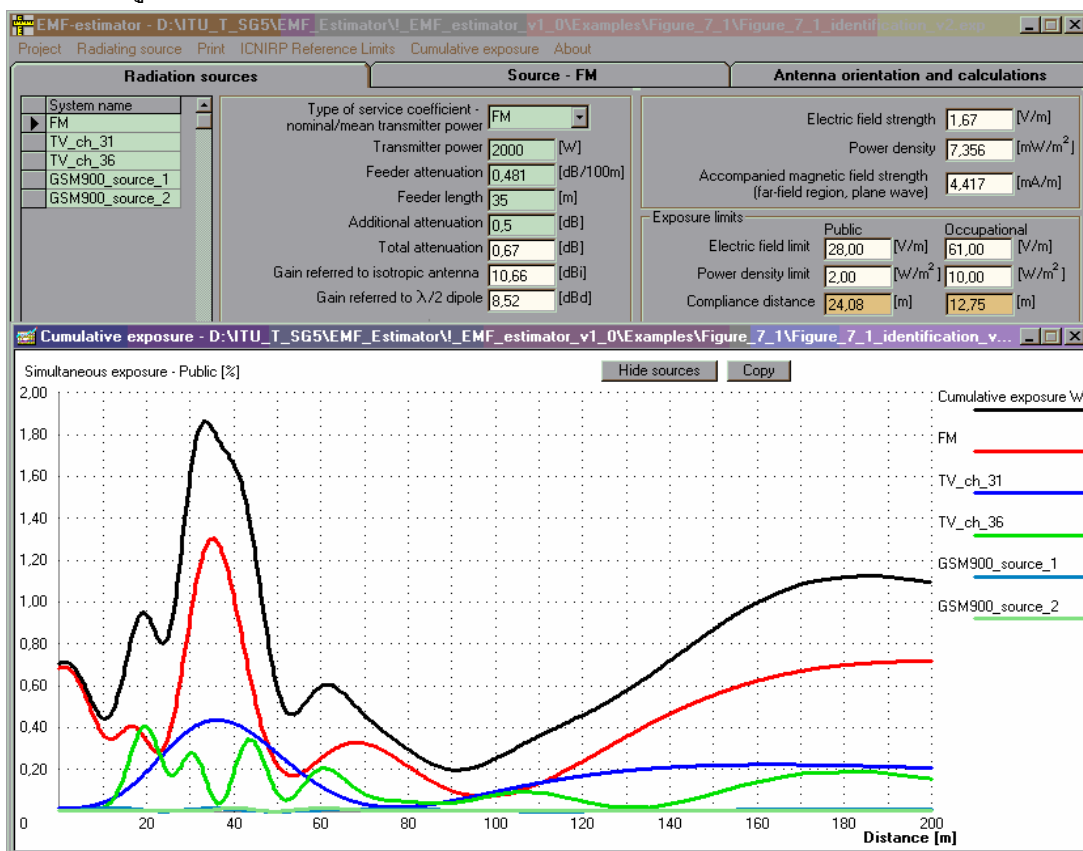 EMF-estimator - D:\ITU_T_SG5\EMF_Estimator\!_EMF_estimator_v1_0\Examples\Figure_7_1\Figure_7_1_identification_v2.
Project Radiating source Print ICNIRP Reference Limits Cumulative exposure About
Radiation sources Source - FM Antenna orientation and calculations
System name
FM
TV_ch_31
TV_ch_36
GSM900_source_1
GSM900_source_2
Type of service coefficient -
nominal/mean transmitter power FM
Transmitter power 2000 [W]
Feeder attenuation 0,481 [dB/100m]
Feeder length 35 [m]
Additional attenuation 0,5 [dB]
Total attenuation 0,67 [dB]
Gain referred to isotropic antenna 10,66 [dBi]
Gain referred to λ/2 dipole 8,52 [dBd]
Electric field strength 1,67 [V/m]
Power density 7,356 [mW/m²]
Accompanied magnetic field strength
(far-field region, plane wave) 4,417 [mA/m]
Exposure limits
Public Occupational
Electric field limit 28,00 [V/m] 61,00 [V/m]
Power density limit 2,00 [W/m²] 10,00 [W/m²]
Compliance distance 24,08 [m] 12,75 [m]
Cumulative exposure - D:\ITU_T_SG5\EMF_Estimator\!_EMF_estimator_v1_0\Examples\Figure_7_1\Figure_7_1_identification_v...
Simultaneous exposure - Public [%] Hide sources Copy
2,00
1,80
1,60
1,40
1,20
1,00
0,80
0,60
0,40
0,20
0 20 40 60 80 100 120 140 160 180 200
Distance [m]
Cumulative exposure W
FM
TV_ch_31
TV_ch_36
GSM900_source_1
GSM900_source_2